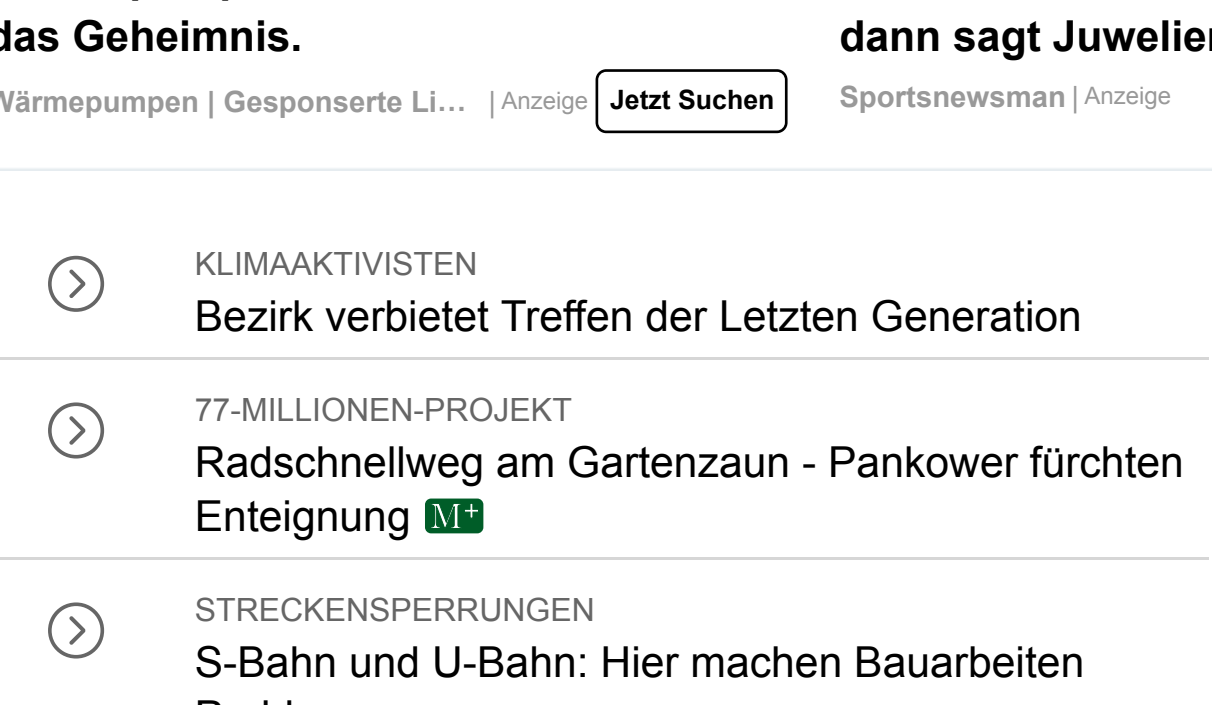 das Geheimnis.
dann sagt Juwelier
Wärmepumpen | Gesponserte Li… | Anzeige
Jetzt Suchen
Sportsnewsman | Anzeige
KLIMAAKTIVISTEN
Bezirk verbietet Treffen der Letzten Generation
77-MILLIONEN-PROJEKT
Radschnellweg am Gartenzaun - Pankower fürchten
Enteignung M+
STRECKENSPERRUNGEN
S-Bahn und U-Bahn: Hier machen Bauarbeiten